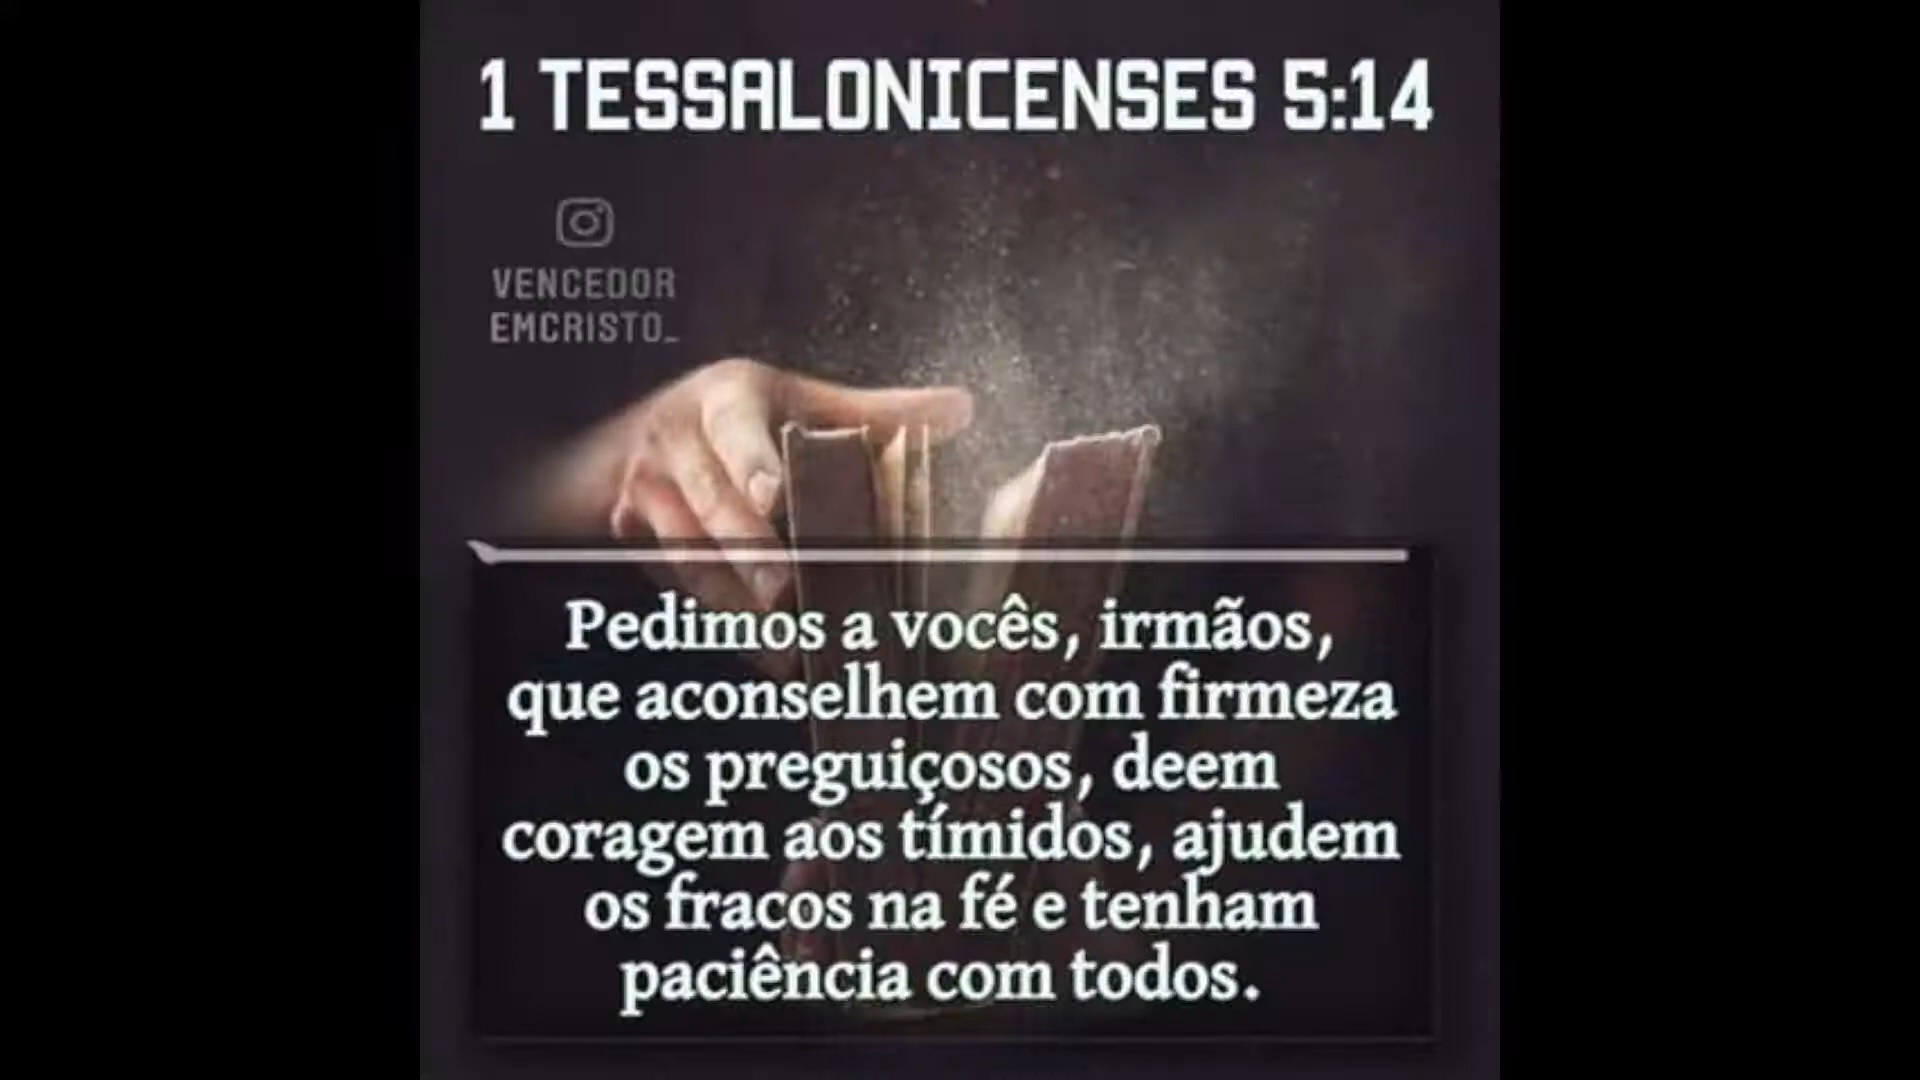 1 TESSALONICENSES 5:14
VENCEDOR
EMCRISTO_
Pedimos a vocês, irmãos,
que aconselhem com firmeza
os preguiçosos, deem
coragem aos tímidos, ajudem
os fracos na fé e tenham
paciência com todos.